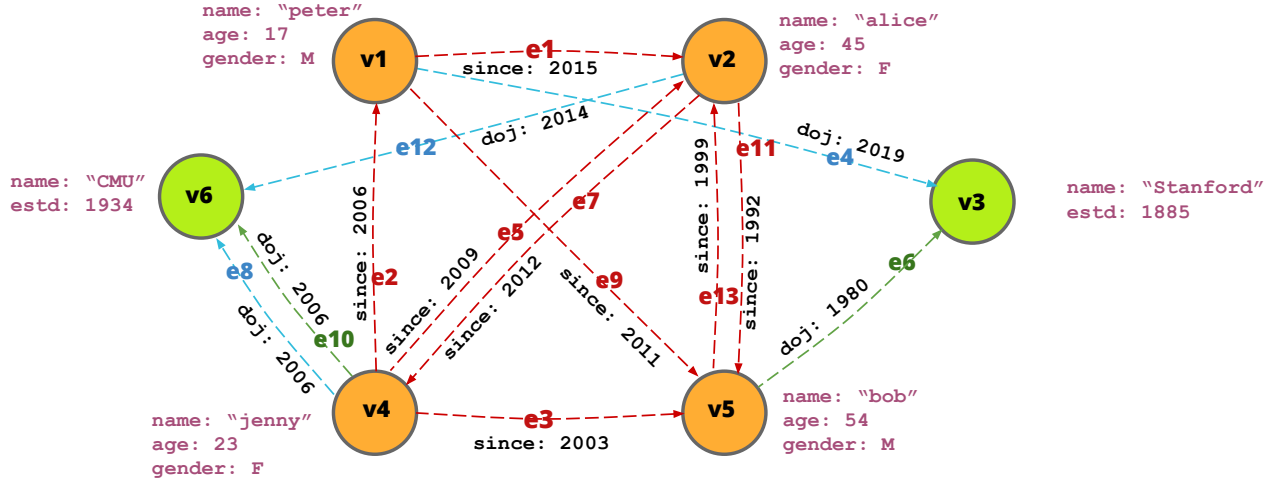 name: “peter”
age: 17
gender: M
v1
e1
since: 2015
v2
name: “alice”
age: 45
gender: F
doj: 2014
e12
doj: 2019
e4
e11
name: “CMU”
estd: 1934
v6
v3
name: “Stanford”
estd: 1885
since: 2006
e2
e5
since: 2009
e7
since: 2012
e9
since: 2011
since: 1999
e13
since: 1992
e6
doj: 1980
e8
doj: 2006
doj: 2006
e10
v4
name: “jenny”
age: 23
gender: F
e3
since: 2003
v5
name: “bob”
age: 54
gender: M